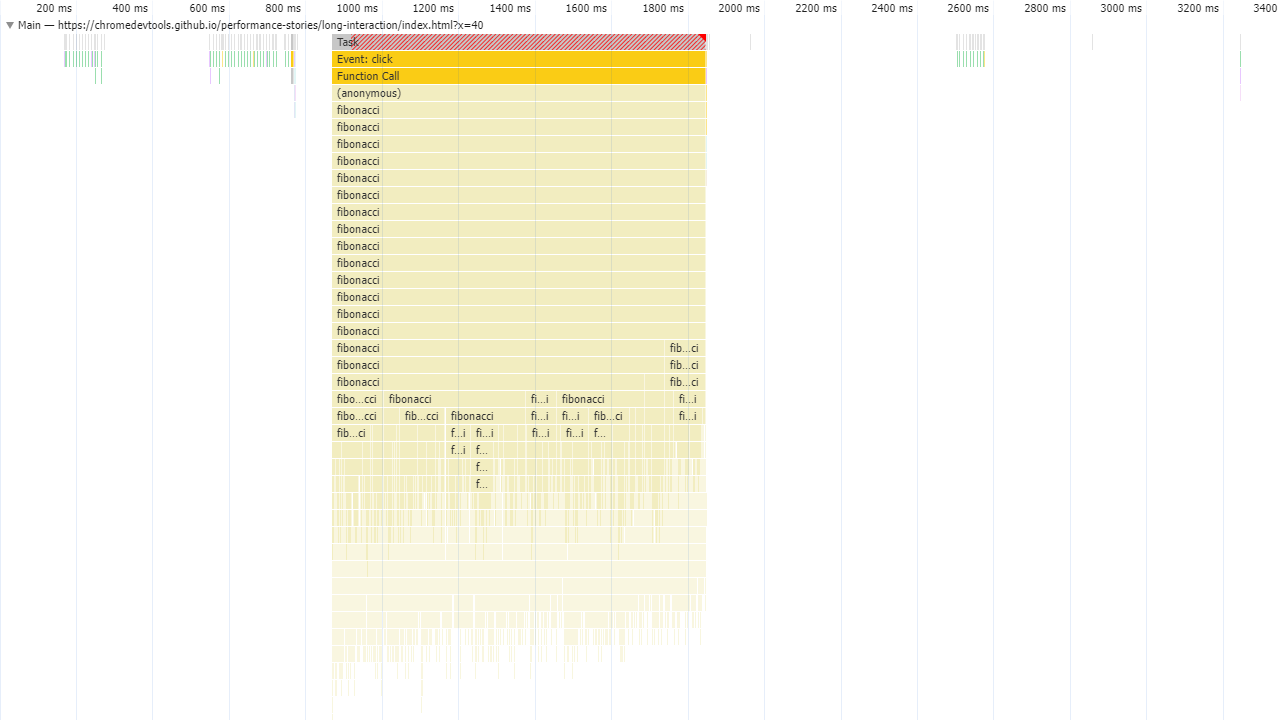 200 ms 400 ms 600 ms 800 ms 1000 ms 1200 ms 1400 ms 1600 ms 1800 ms 2000 ms 2200 ms 2400 ms 2600 ms 2800 ms 3000 ms 3200 ms 3400
Main — https://chromedevtools.github.io/performance-stories/long-interaction/index.html?x=40
Task
Event: click
Function Call
(anonymous)
fibonacci
fibonacci
fibonacci
fibonacci
fibonacci
fibonacci
fibonacci
fibonacci
fibonacci
fibonacci
fibonacci
fibonacci
fibonacci
fibonacci
fibonacci fib…ci
fibonacci fib…ci
fibonacci fib…ci
fibo…cci fibonacci fi…i fibonacci fi…i
fibo…cci fib…cci fibonacci fi…i fi…i fib…ci fi…i
fib…ci f…i fi…i fi…i fi…i f…
f…i f…
f…
f…